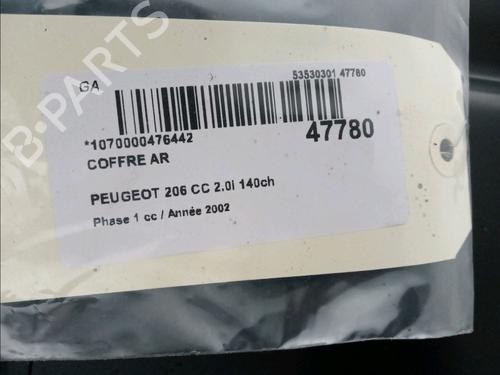 B-PARTS
GA
53530301 47780
*1070000476442
47780
COFFRE AR
PEUGEOT 206 CC 2.0i 140ch
Phase 1 cc / Année 2002